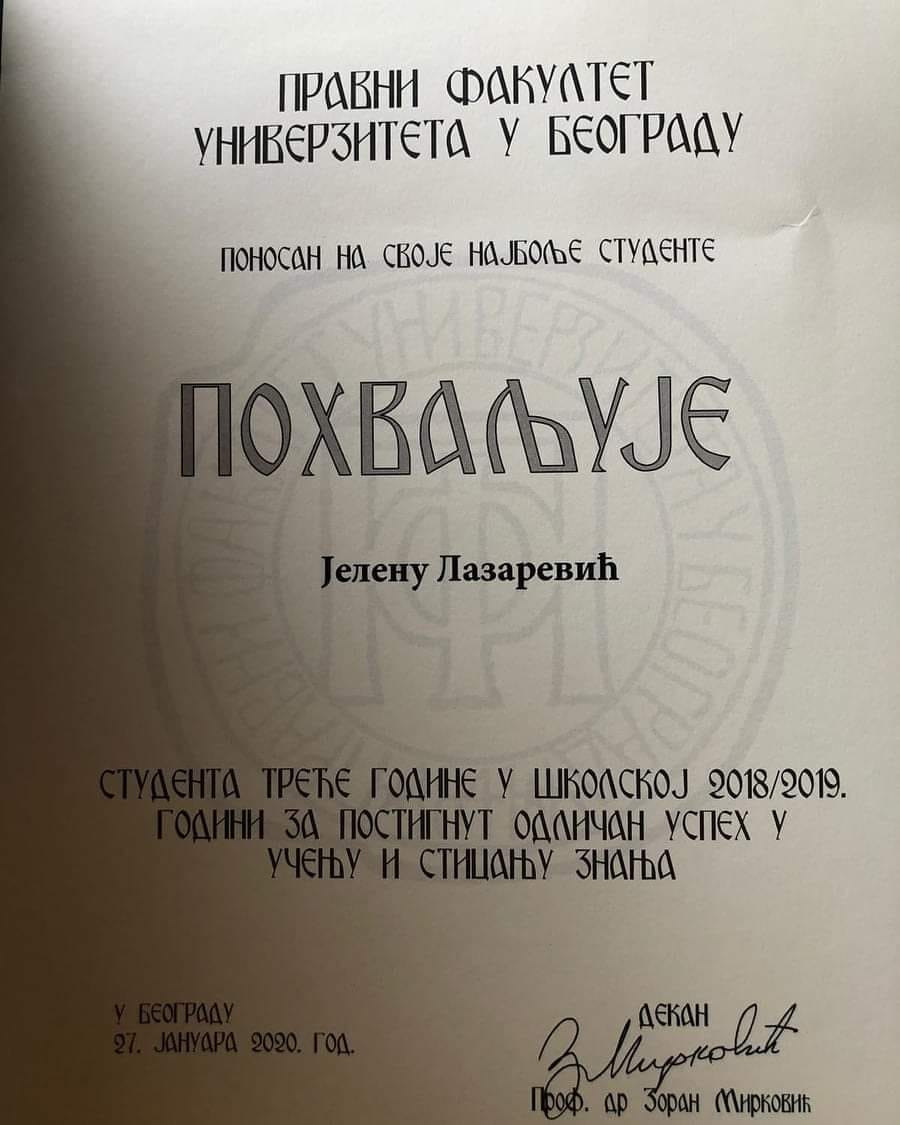 ПРАВНИ ФАКУЛТЕТ
УНИВЕРЗИТЕТА У БЕОГРАДУ
ПОНОСАН НА СВОЈЕ НАЈБОЉЕ СТУДЕНТЕ
ПОХВАЉУЈЕ
Јелену Лазаревић
СТУДЕНТА ТРЕЋЕ ГОДИНЕ У ШКОЛСКОЈ 2018/2019.
ГОДИНИ ЗА ПОСТИГНУТ ОДЛИЧАН УСПЕХ У
УЧЕЊУ И СТИЦАЊУ ЗНАЊА
У БЕОГРАДУ
27. ЈАНУАРА 2020. ГОД.
ДЕКАН
З Мирковић
Проф. др Зоран Мирковић